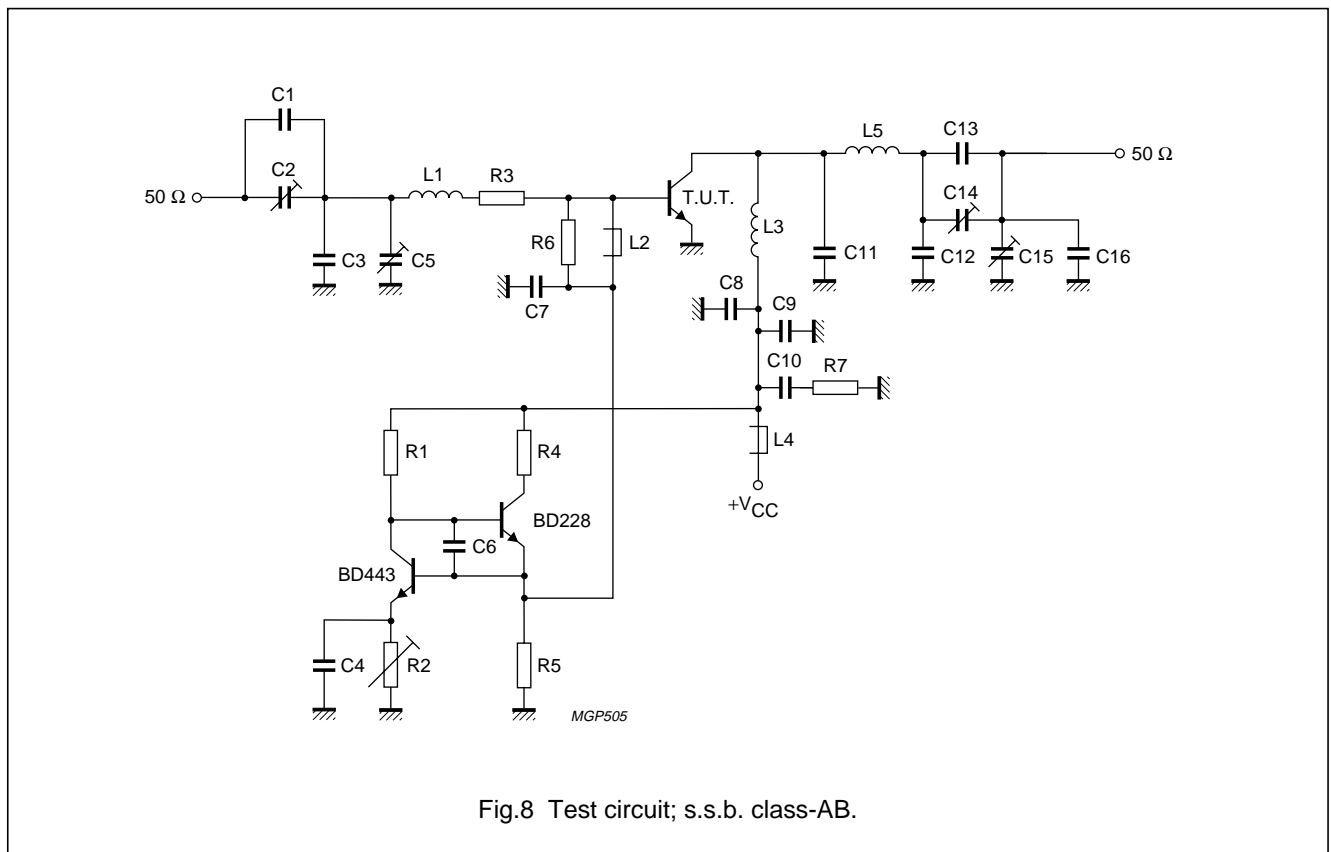 C1
C13
L5
50 Ω
C2
L1
R3
T.U.T.
C14
50 Ω
R6
L2
L3
C3
C5
C11
C12
C15
C16
C7
C8
C9
C10
R7
R1
R4
L4
+VCC
BD228
C6
BD443
C4
R2
R5
MGP505
Fig.8 Test circuit; s.s.b. class-AB.